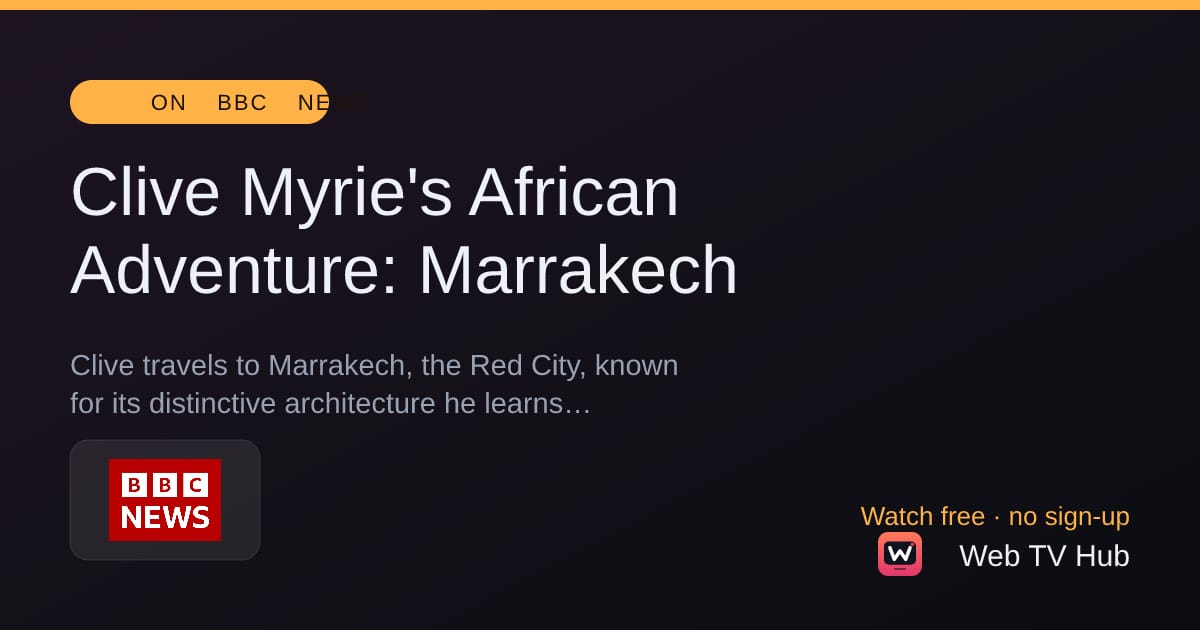 ON BBC NEWS
Clive Myrie's African
Adventure: Marrakech
Clive travels to Marrakech, the Red City, known
for its distinctive architecture he learns…
BBC
NEWS
Watch free · no sign-up
W
Web TV Hub